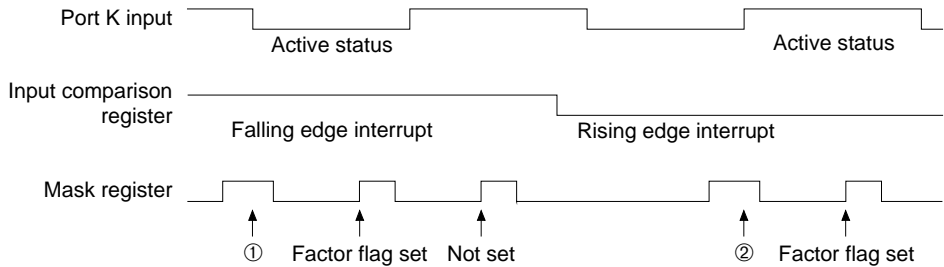 Port K input
Active status
Active status
Input comparison
register
Falling edge interrupt
Rising edge interrupt
Mask register
① Factor flag set Not set ② Factor flag set